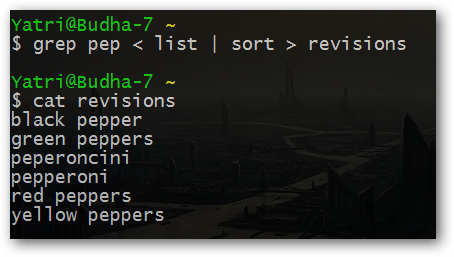 Yatri@Budha-7 ~
$ grep pep < list | sort > revisions
Yatri@Budha-7 ~
$ cat revisions
black pepper
green peppers
peperoncini
pepperoni
red peppers
yellow peppers